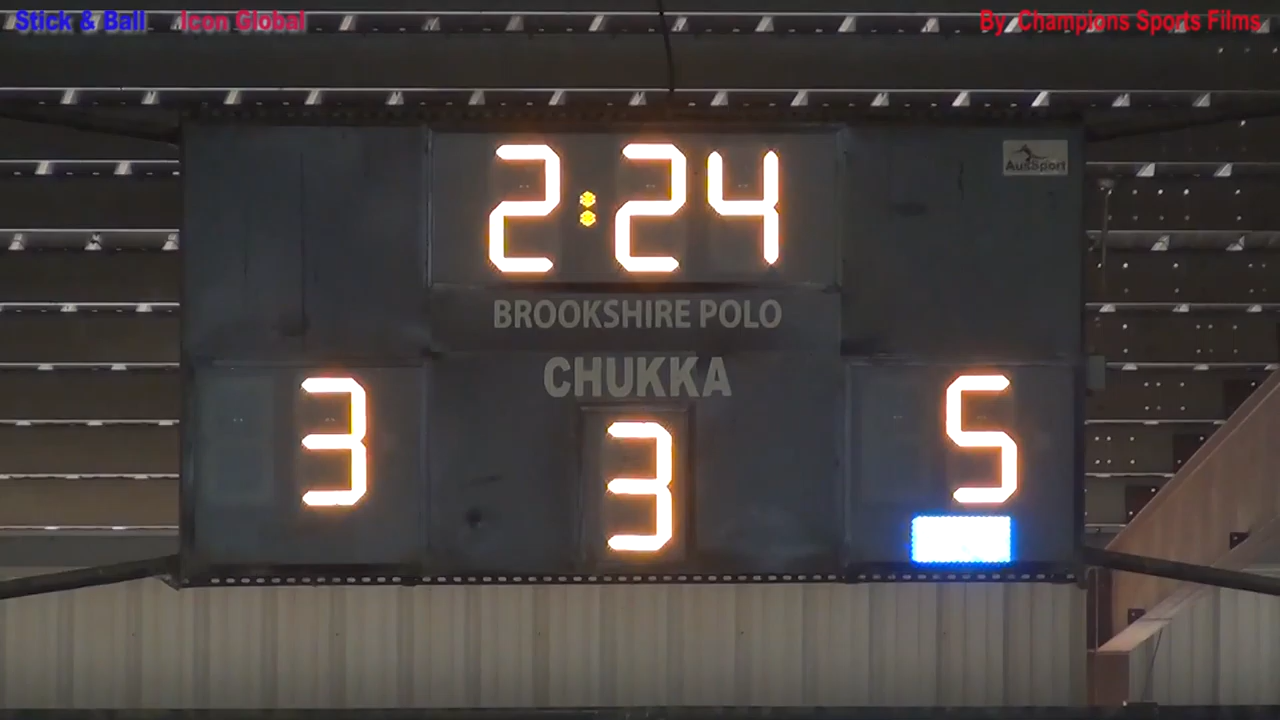 Stick & Ball Icon Global By Champions Sports Films
AusSport
2:24
BROOKSHIRE POLO
CHUKKA
3 3 5